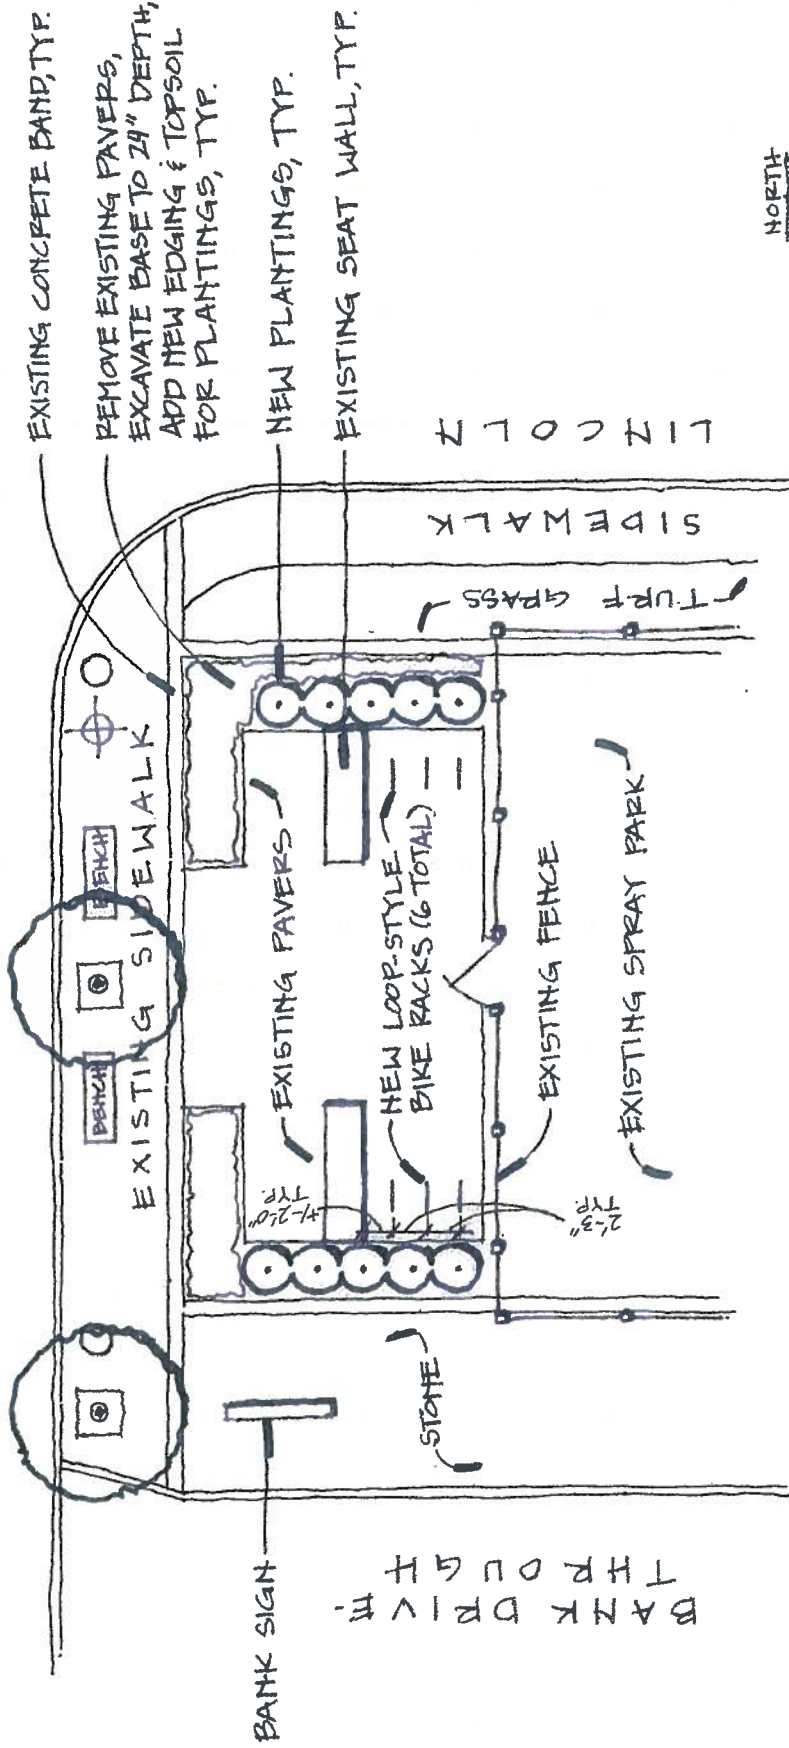 EXISTING CONCRETE BAND, TYP.
REMOVE EXISTING PAVERS,
EXCAVATE BASE TO 24" DEPTH,
ADD NEW EDGING & TOPSOIL
FOR PLANTINGS, TYP.
NEW PLANTINGS, TYP.
EXISTING SEAT WALL, TYP.
LINCOLN
SIDEWALK
TURF GRASS
BENCH
BENCH
EXISTING SIDEWALK
EXISTING PAVERS
NEW LOOP-STYLE
BIKE RACKS (6 TOTAL)
EXISTING FENCE
EXISTING SPRAY PARK
+/-2'-0"
TYP.
2'-3"
TYP.
STONE
BANK SIGN
BANK DRIVE-
THROUGH
NORTH